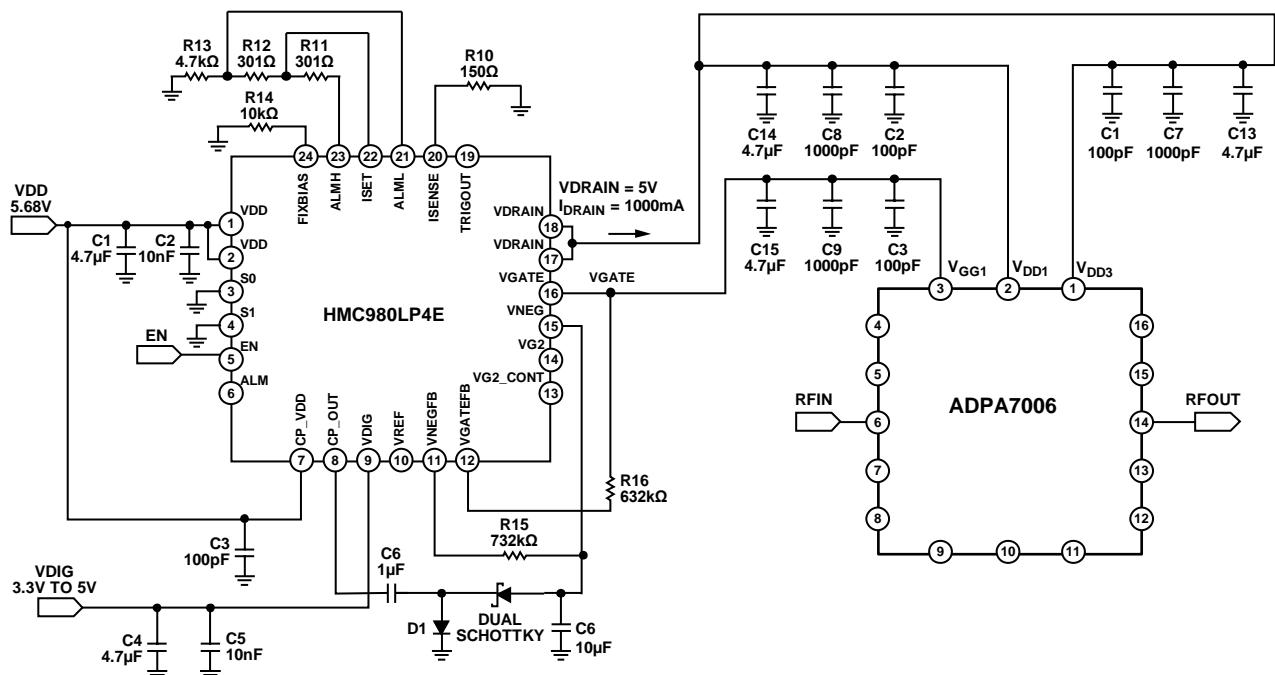 R13
4.7kΩ
R12
301Ω
R11
301Ω
R10
150Ω
R14
10kΩ
24
23
22
21
20
19
FIXBIAS
ALMH
ISET
ALML
ISENSE
TRIGOUT
VDD
5.68V
C1
4.7µF
C2
10nF
VDD
1
VDD
2
S0
3
S1
4
EN
EN
5
ALM
6
HMC980LP4E
VDRAIN = 5V
IDRAIN = 1000mA
VDRAIN
18
VDRAIN
17
VGATE
16
VGATE
VNEG
15
VG2
14
VG2_CONT
13
CP_VDD
CP_OUT
VDIG
VREF
VNEGFB
VGATEFB
7
8
9
10
11
12
C3
100pF
VDIG
3.3V TO 5V
C4
4.7µF
C5
10nF
C6
1µF
R15
732kΩ
R16
632kΩ
D1
DUAL
SCHOTTKY
C6
10µF
C14
4.7µF
C8
1000pF
C2
100pF
C1
100pF
C7
1000pF
C13
4.7µF
C15
4.7µF
C9
1000pF
C3
100pF
VGG1
VDD1
VDD3
3
2
1
4
5
6
7
8
16
15
14
13
12
9
10
11
RFIN
ADPA7006
RFOUT